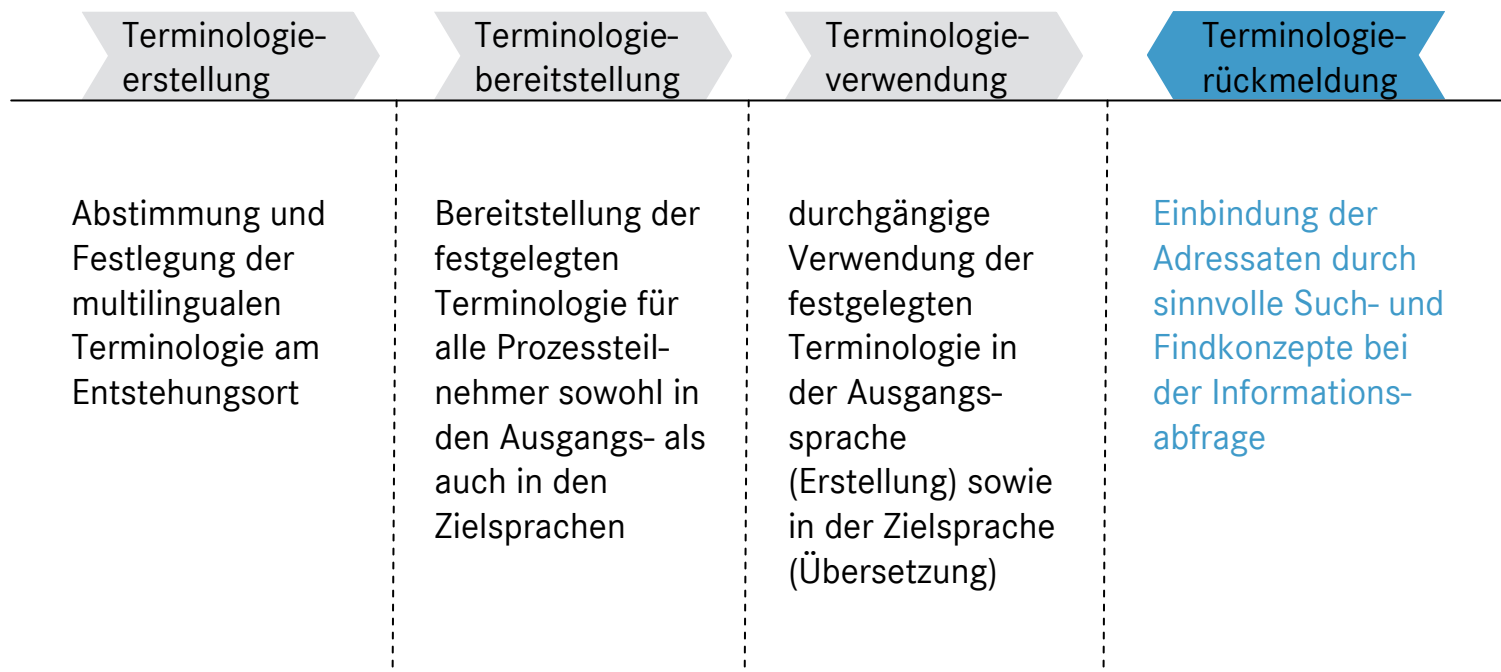 Terminologie-
erstellung
Terminologie-
bereitstellung
Terminologie-
verwendung
Terminologie-
rückmeldung
Abstimmung und
Festlegung der
multilingualen
Terminologie am
Entstehungsort
Bereitstellung der
festgelegten
Terminologie für
alle Prozessteil-
nehmer sowohl in
den Ausgangs- als
auch in den
Zielsprachen
durchgängige
Verwendung der
festgelegten
Terminologie in
der Ausgangs-
sprache
(Erstellung) sowie
in der Zielsprache
(Übersetzung)
Einbindung der
Adressaten durch
sinnvolle Such- und
Findkonzepte bei
der Informations-
abfrage